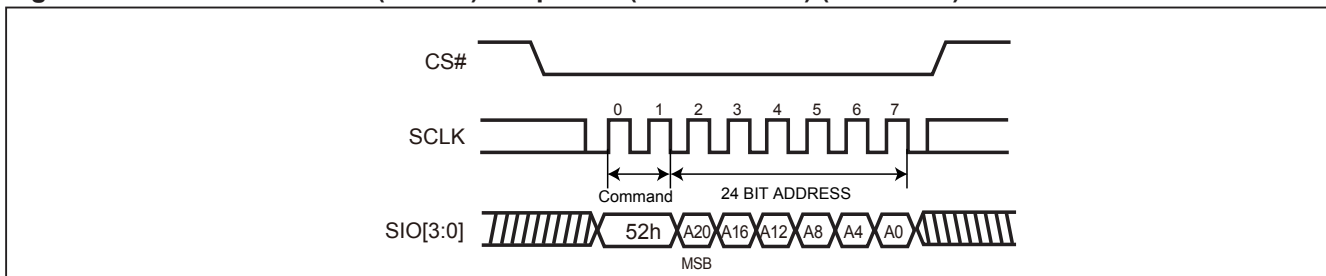 CS#
0 1 2 3 4 5 6 7
SCLK
Command
24 BIT ADDRESS
SIO[3:0]
52h A20 A16 A12 A8 A4 A0
MSB